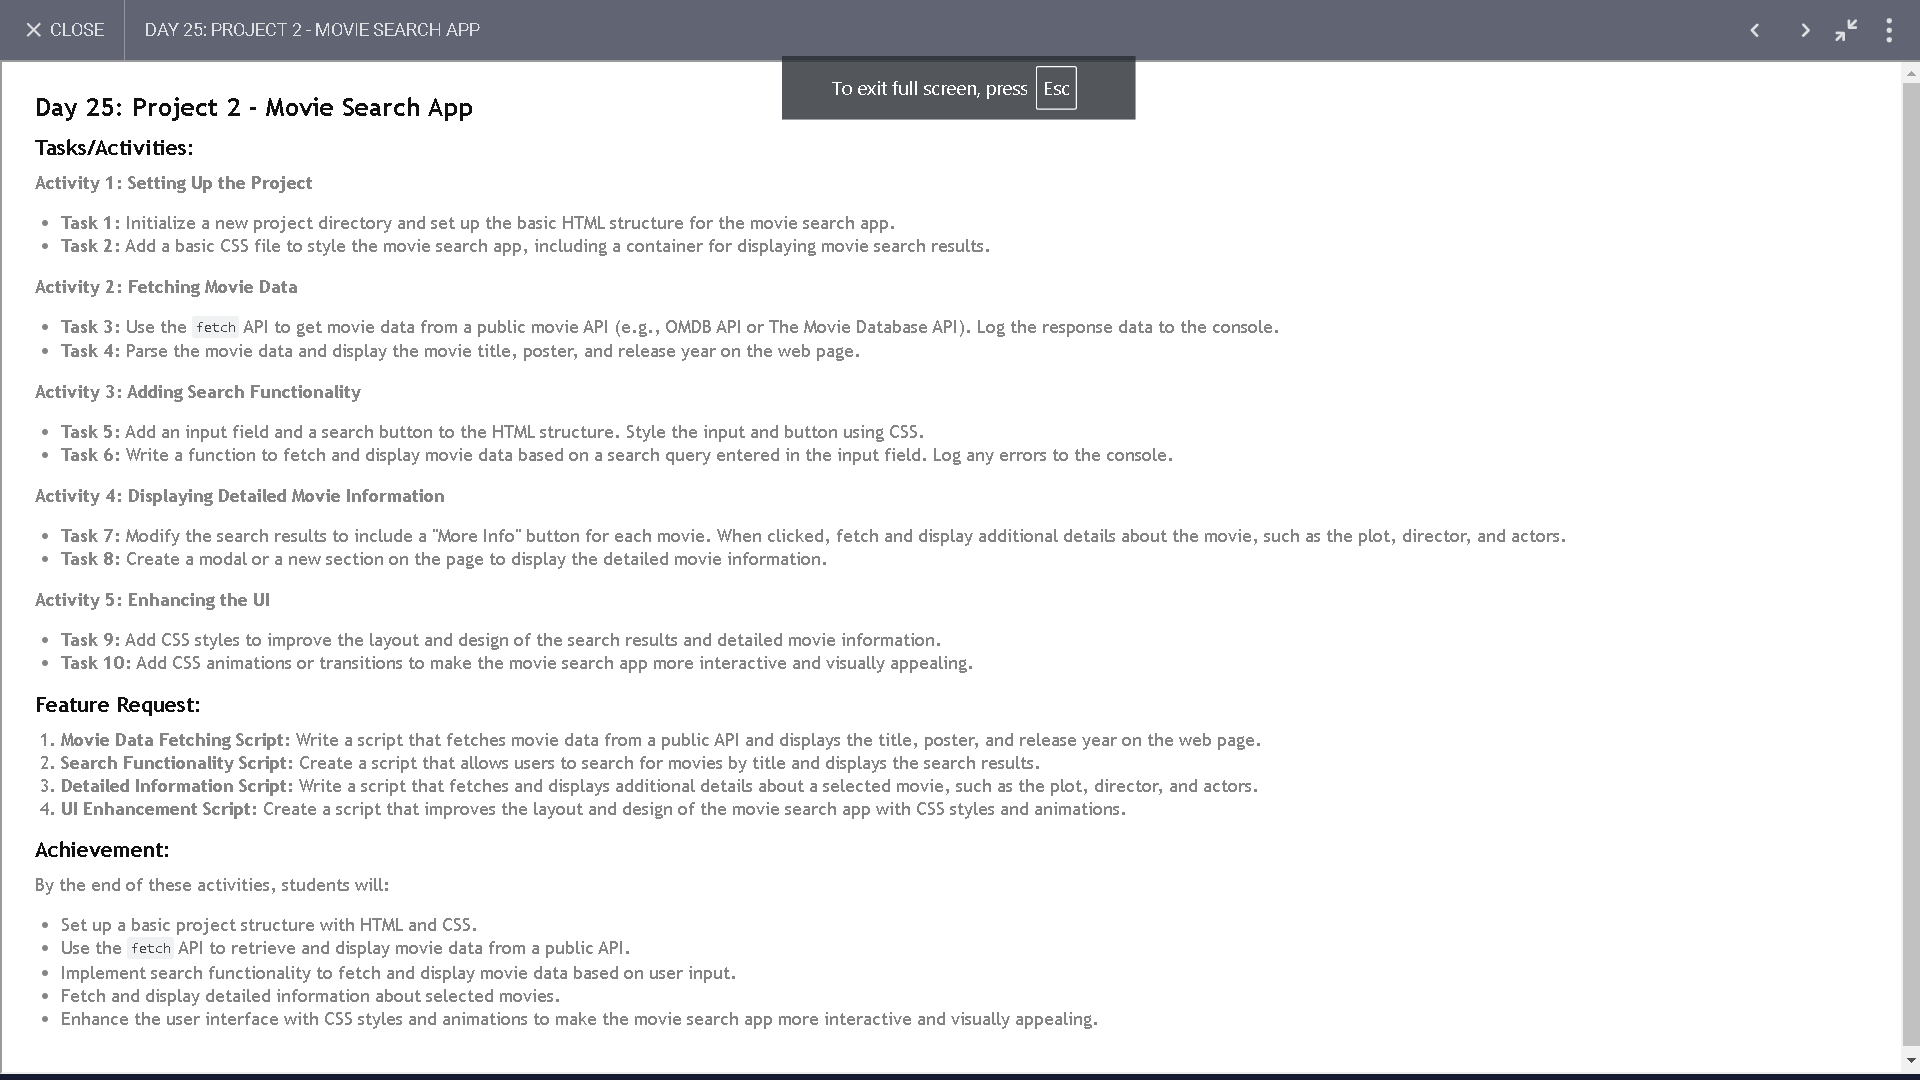 CLOSE
DAY 25: PROJECT 2 - MOVIE SEARCH APP
To exit full screen, press Esc
Day 25: Project 2 - Movie Search App
Tasks/Activities:
Activity 1: Setting Up the Project
• Task 1: Initialize a new project directory and set up the basic HTML structure for the movie search app.
• Task 2: Add a basic CSS file to style the movie search app, including a container for displaying movie search results.
Activity 2: Fetching Movie Data
• Task 3: Use the fetch API to get movie data from a public movie API (e.g., OMDB API or The Movie Database API). Log the response data to the console.
• Task 4: Parse the movie data and display the movie title, poster, and release year on the web page.
Activity 3: Adding Search Functionality
• Task 5: Add an input field and a search button to the HTML structure. Style the input and button using CSS.
• Task 6: Write a function to fetch and display movie data based on a search query entered in the input field. Log any errors to the console.
Activity 4: Displaying Detailed Movie Information
• Task 7: Modify the search results to include a "More Info" button for each movie. When clicked, fetch and display additional details about the movie, such as the plot, director, and actors.
• Task 8: Create a modal or a new section on the page to display the detailed movie information.
Activity 5: Enhancing the UI
• Task 9: Add CSS styles to improve the layout and design of the search results and detailed movie information.
• Task 10: Add CSS animations or transitions to make the movie search app more interactive and visually appealing.
Feature Request:
1. Movie Data Fetching Script: Write a script that fetches movie data from a public API and displays the title, poster, and release year on the web page.
2. Search Functionality Script: Create a script that allows users to search for movies by title and displays the search results.
3. Detailed Information Script: Write a script that fetches and displays additional details about a selected movie, such as the plot, director, and actors.
4. UI Enhancement Script: Create a script that improves the layout and design of the movie search app with CSS styles and animations.
Achievement:
By the end of these activities, students will:
• Set up a basic project structure with HTML and CSS.
• Use the fetch API to retrieve and display movie data from a public API.
• Implement search functionality to fetch and display movie data based on user input.
• Fetch and display detailed information about selected movies.
• Enhance the user interface with CSS styles and animations to make the movie search app more interactive and visually appealing.